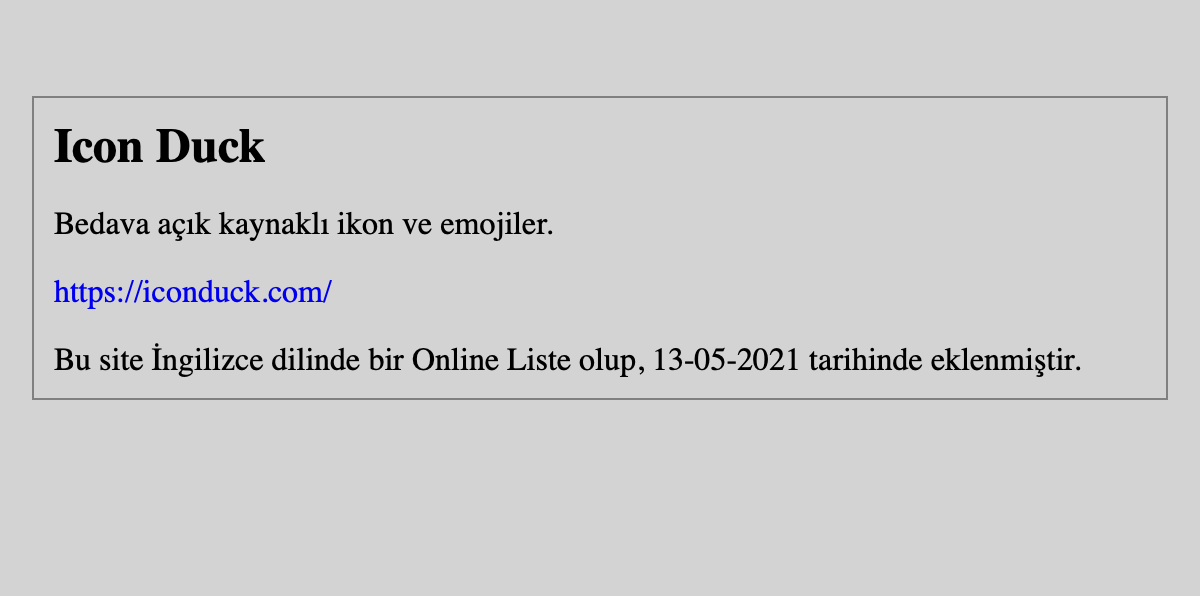 Icon Duck
Bedava açık kaynaklı ikon ve emojiler.
https://iconduck.com/
Bu site İngilizce dilinde bir Online Liste olup, 13-05-2021 tarihinde eklenmiştir.